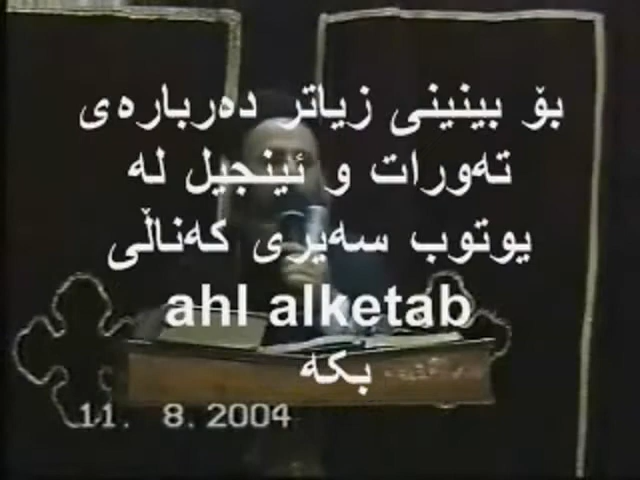 بۆ بینینی زیاتر دەربارەی
تەورات و ئینجیل لە
یوتوب سەیری کەناڵی
ahl alketab
بکە
11. 8.2004